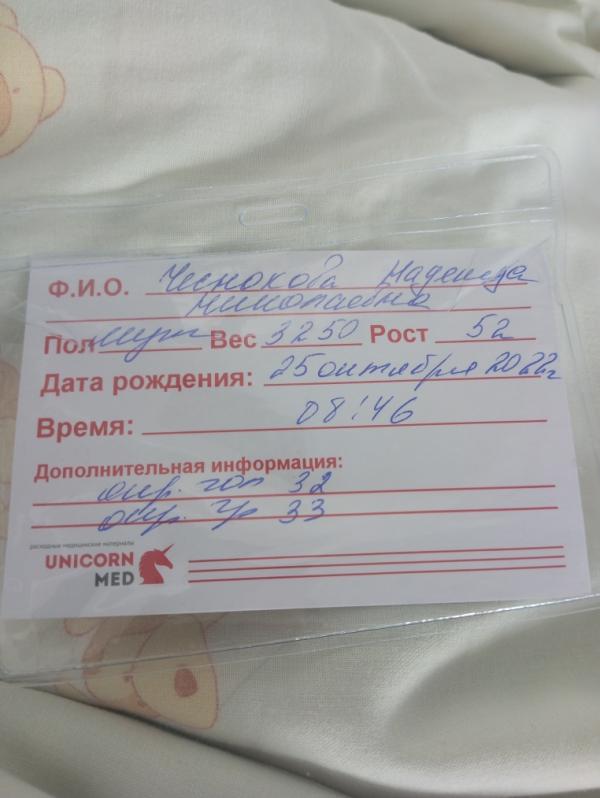 Ф.И.О. Чеснокова Надежда
Николаевна
Пол муж Вес 3250 Рост 52
Дата рождения: 25 октября 2022г
Время: 08:46
Дополнительная информация:
окр. гол 32
окр. гр 33
расходные медицинские материалы
UNICORN
MED